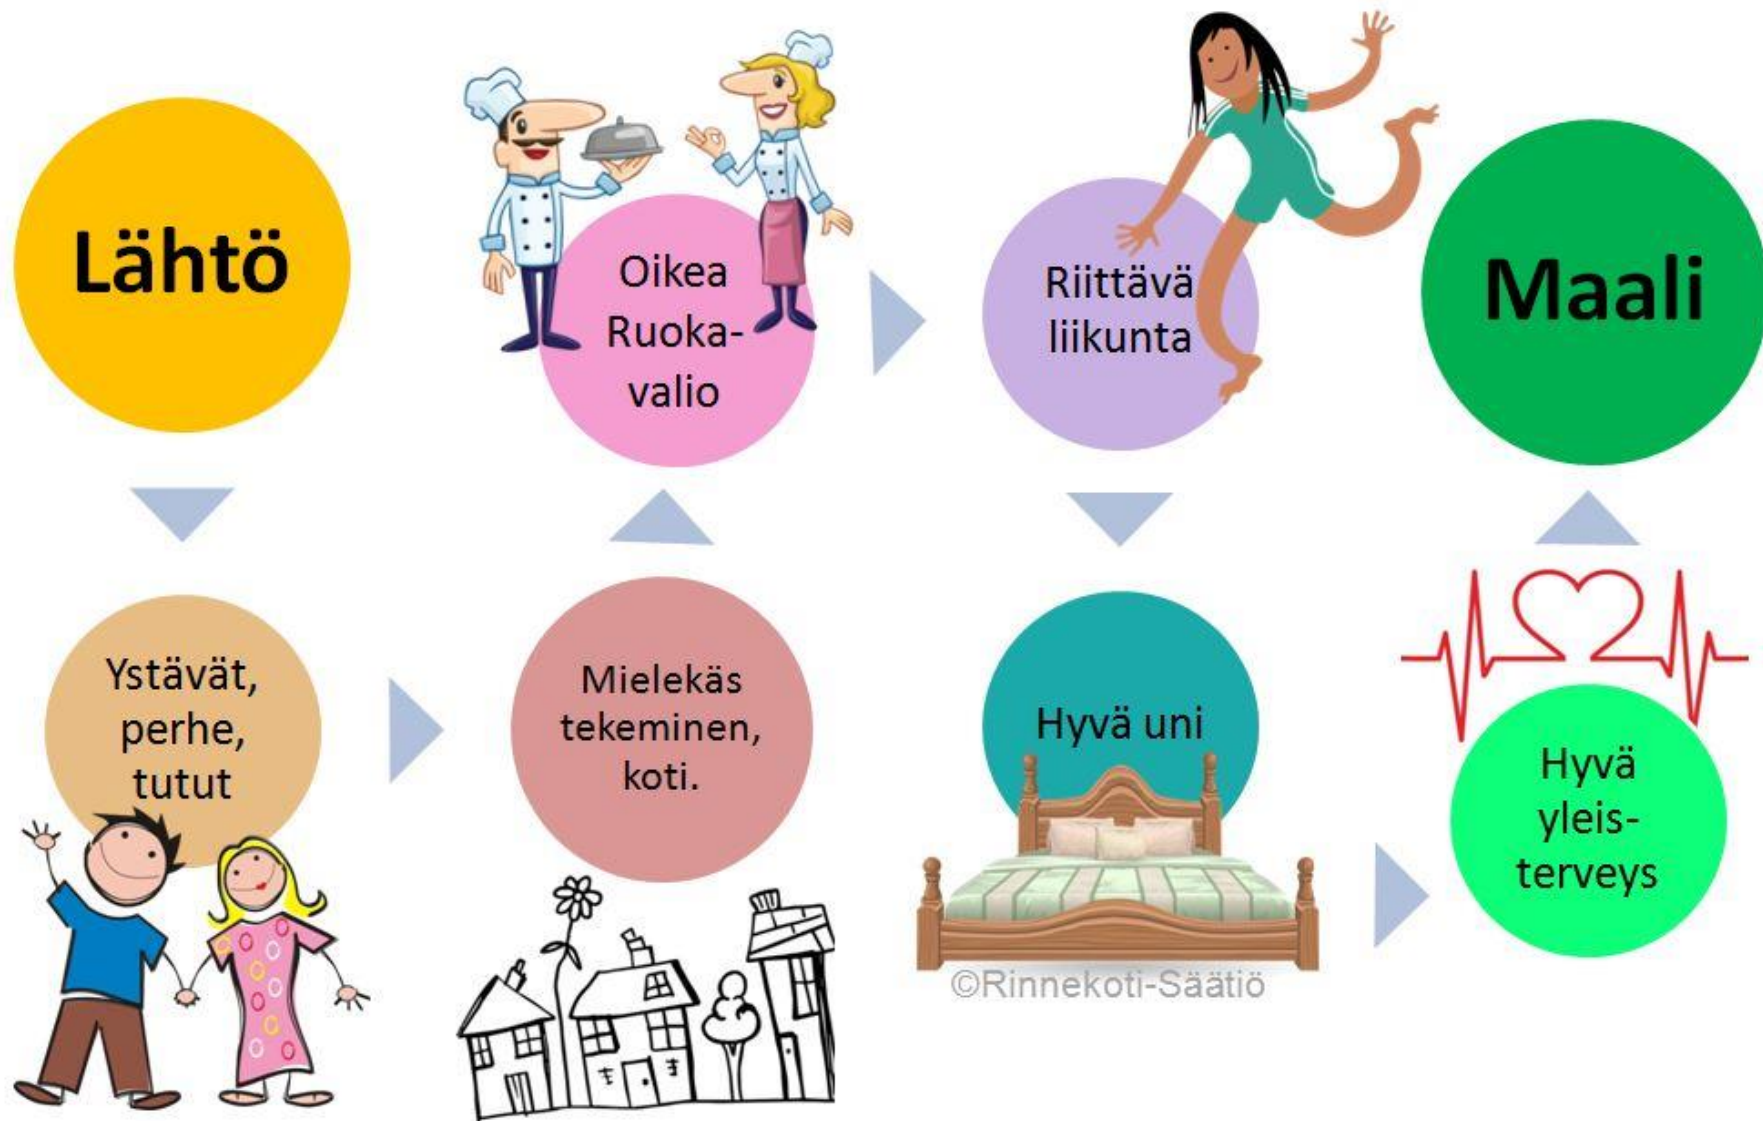 Lähtö
Ystävät,
perhe,
tutut
Mielekäs
tekeminen,
koti.
Oikea
Ruoka-
valio
Riittävä
liikunta
Hyvä uni
©Rinnekoti-Säätiö
Hyvä
yleis-
terveys
Maali